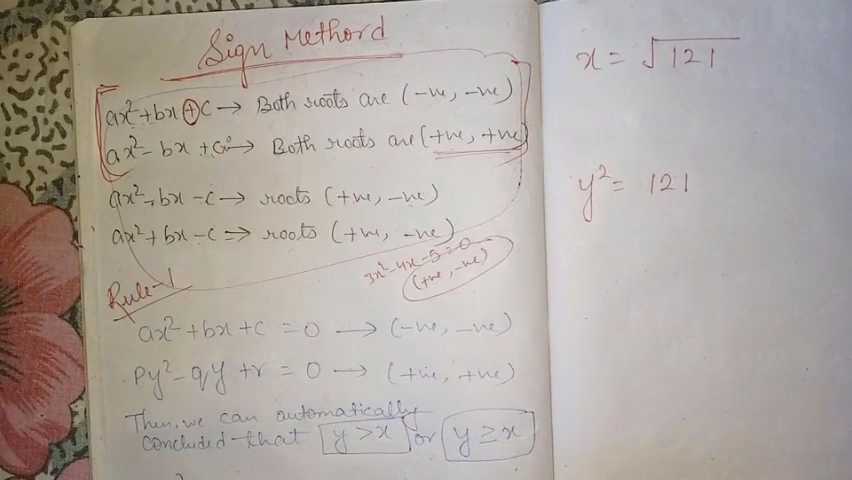 Sign Methord
ax²+bx+c → Both roots are (-ve, -ve)
ax²-bx+c → Both roots are (+ve, +ve)
ax²-bx-c → roots (+ve, -ve)
ax²+bx-c → roots (+ve, -ve)
3x²-4x-5=0
(+ve, -ve)
Rule-1
ax²+bx+c = 0 → (-ve, -ve)
py²-qy+r = 0 → (+ve, +ve)
Then, we can automatically
concluded that y>x or y≥x
x = √121
y² = 121